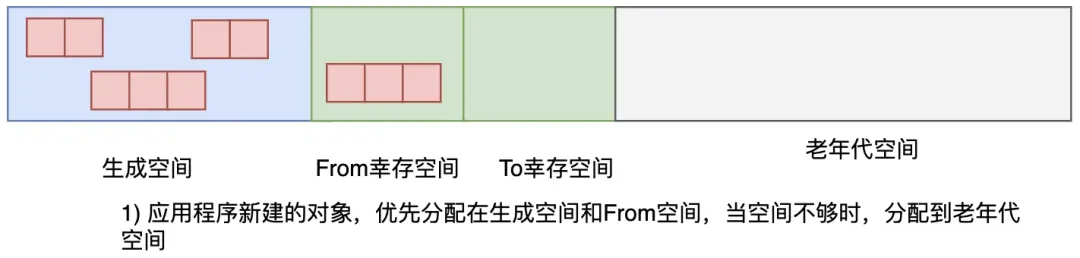 生成空间
From幸存空间
To幸存空间
老年代空间
1) 应用程序新建的对象，优先分配在生成空间和From空间，当空间不够时，分配到老年代
空间